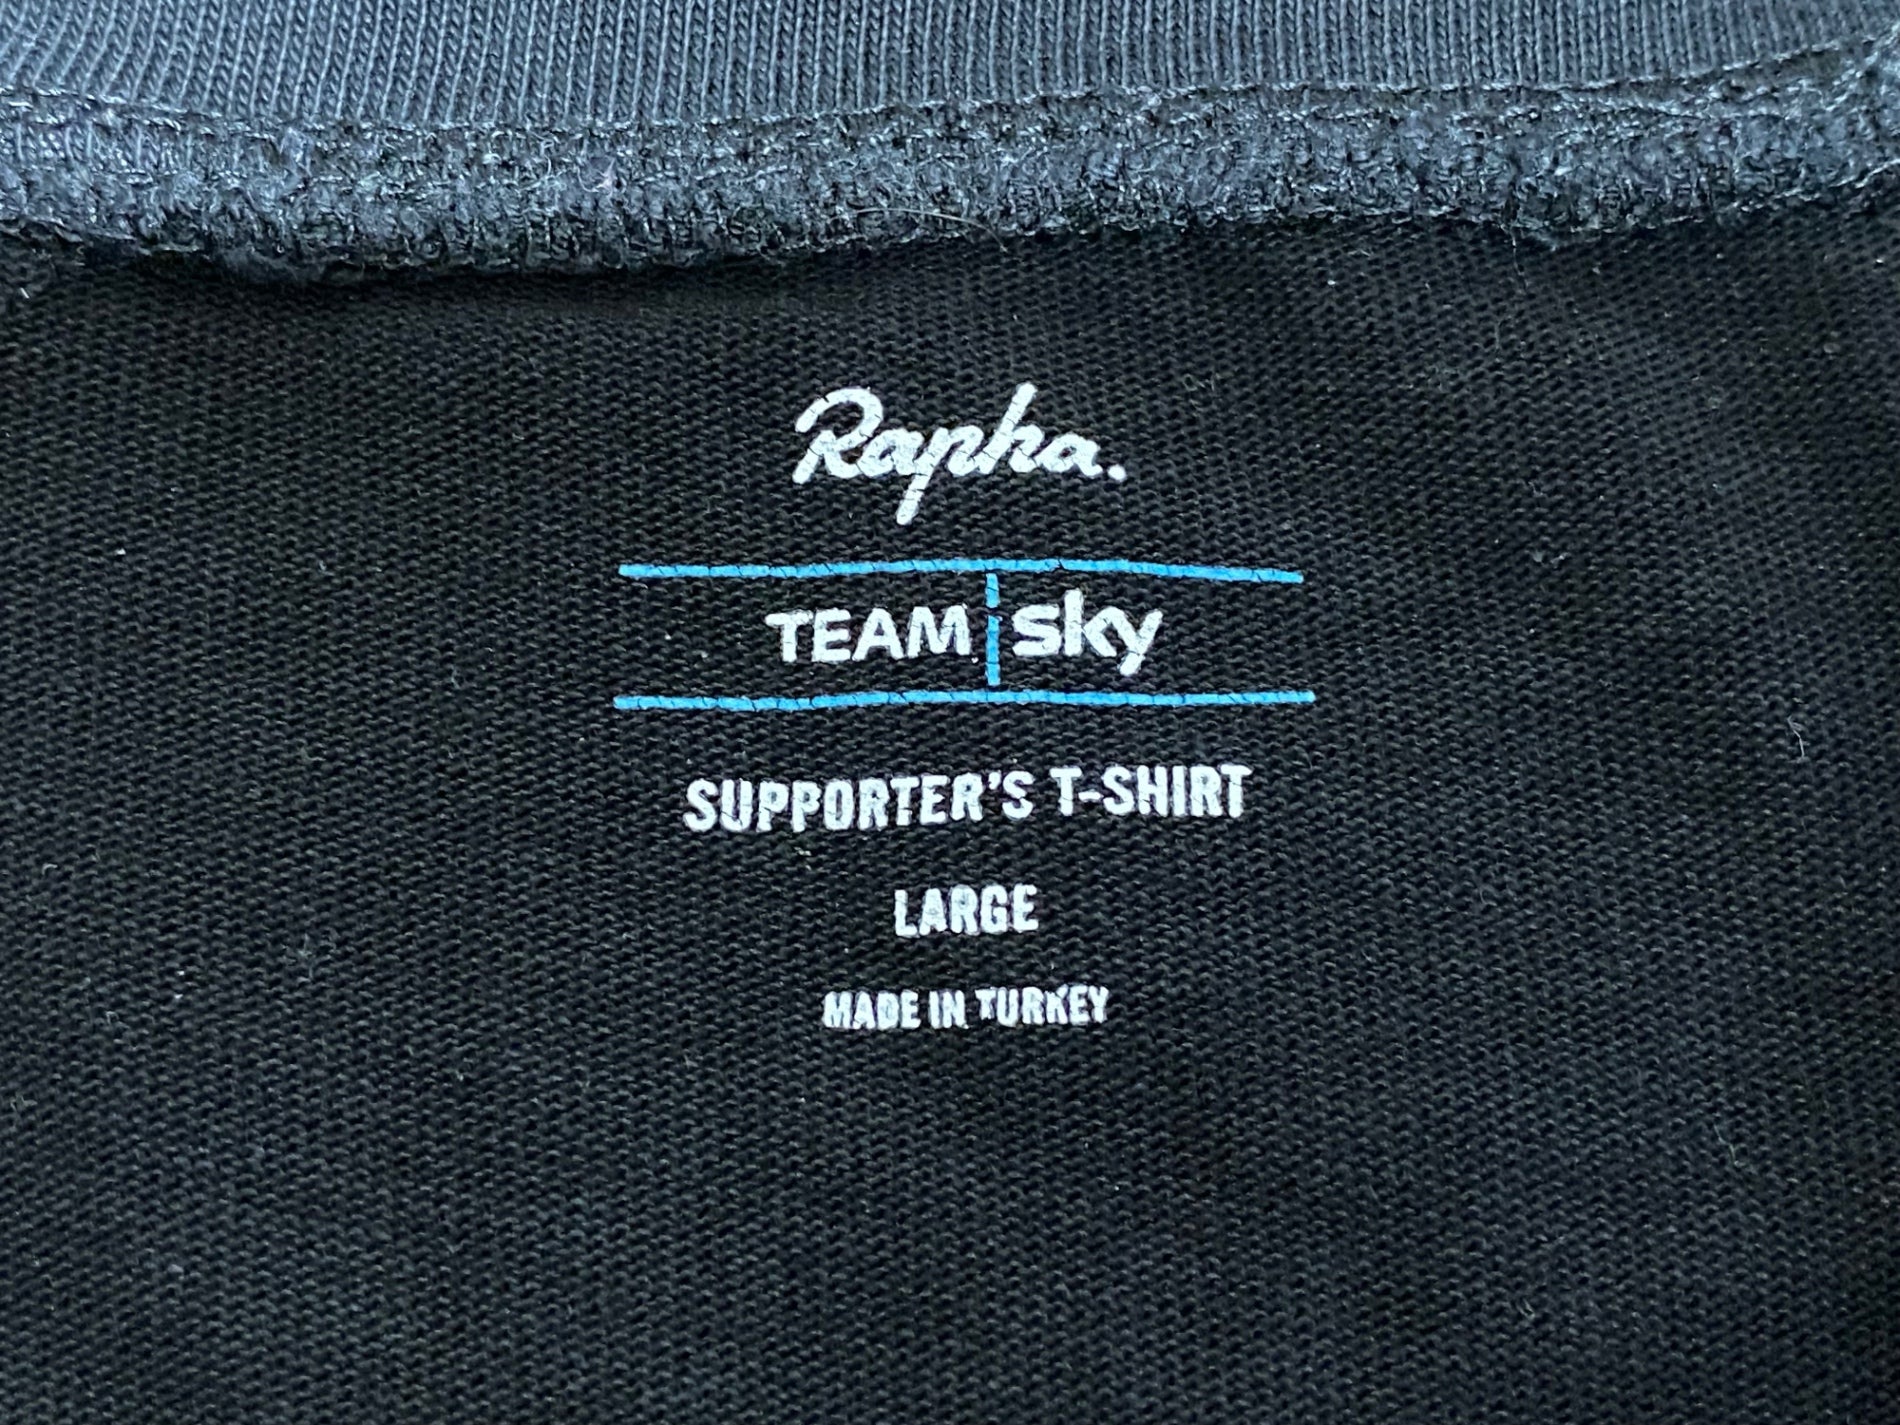 Rapha.
TEAM sky
SUPPORTER'S T-SHIRT
LARGE
MADE IN TURKEY